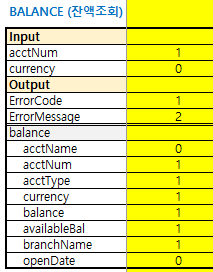 BALANCE (잔액조회)
Input
acctNum 1
currency 0
Output
ErrorCode 1
ErrorMessage 2
balance
acctName 0
acctNum 1
acctType 1
currency 1
balance 1
availableBal 1
branchName 1
openDate 0